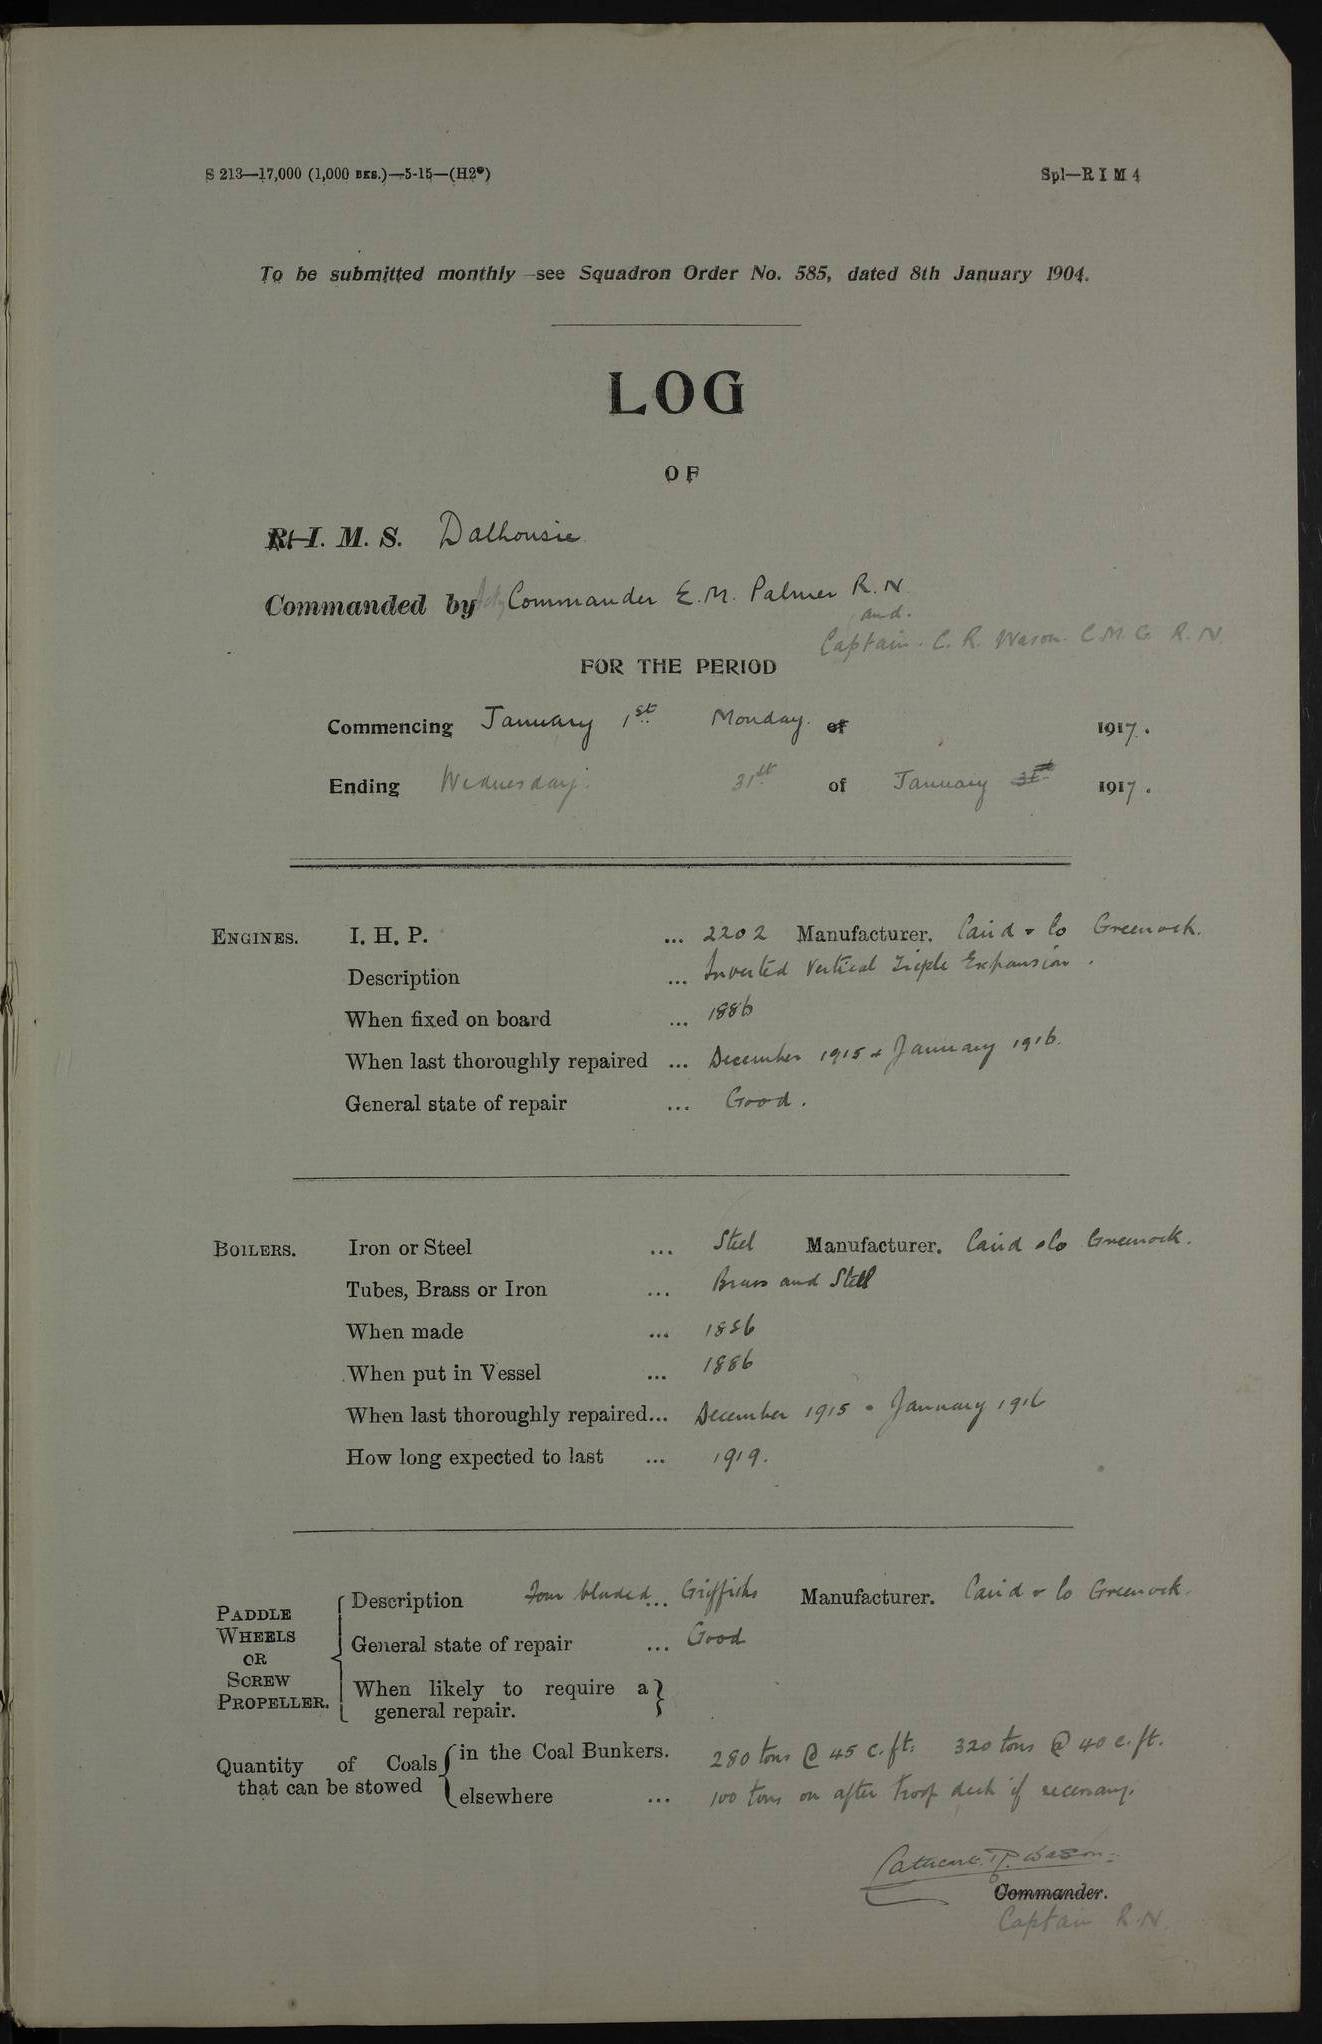 S 213—17,000 (1,000 BKS.)—5-15—(H2*) Spl—R I M 4
To be submitted monthly—see Squadron Order No. 585, dated 8th January 1904.
LOG
OF
R. I. M. S. Dalhousie
Commanded by Commander E. M. Palmer R. N
and.
Captain. C. R. Wason. C. M. G. R. N.
FOR THE PERIOD
Commencing January 1st Monday. of 1917.
Ending Wednesday. 31st of January 31st 1917.
ENGINES. I. H. P. ... 2202 Manufacturer. Caird & Co Greenock.
Description ... Inverted Vertical Triple Expansion.
When fixed on board ... 1886
When last thoroughly repaired ... December 1915 & January 1916.
General state of repair ... Good.
BOILERS. Iron or Steel ... Steel Manufacturer. Caird & Co Greenock.
Tubes, Brass or Iron ... Brass and Steel
When made ... 1886
When put in Vessel ... 1886
When last thoroughly repaired... December 1915 & January 1916
How long expected to last ... 1919.
PADDLE WHEELS OR SCREW PROPELLER.
Description Four bladed... Griffiths Manufacturer. Caird & Co Greenock.
General state of repair ... Good
When likely to require a
general repair.
Quantity of Coals in the Coal Bunkers. 280 tons @ 45 c.ft. 320 tons @ 40 c.ft.
that can be stowed elsewhere ... 100 tons on after troop deck if necessary.
Cathcart R. Wason.
Commander.
Captain R. N.